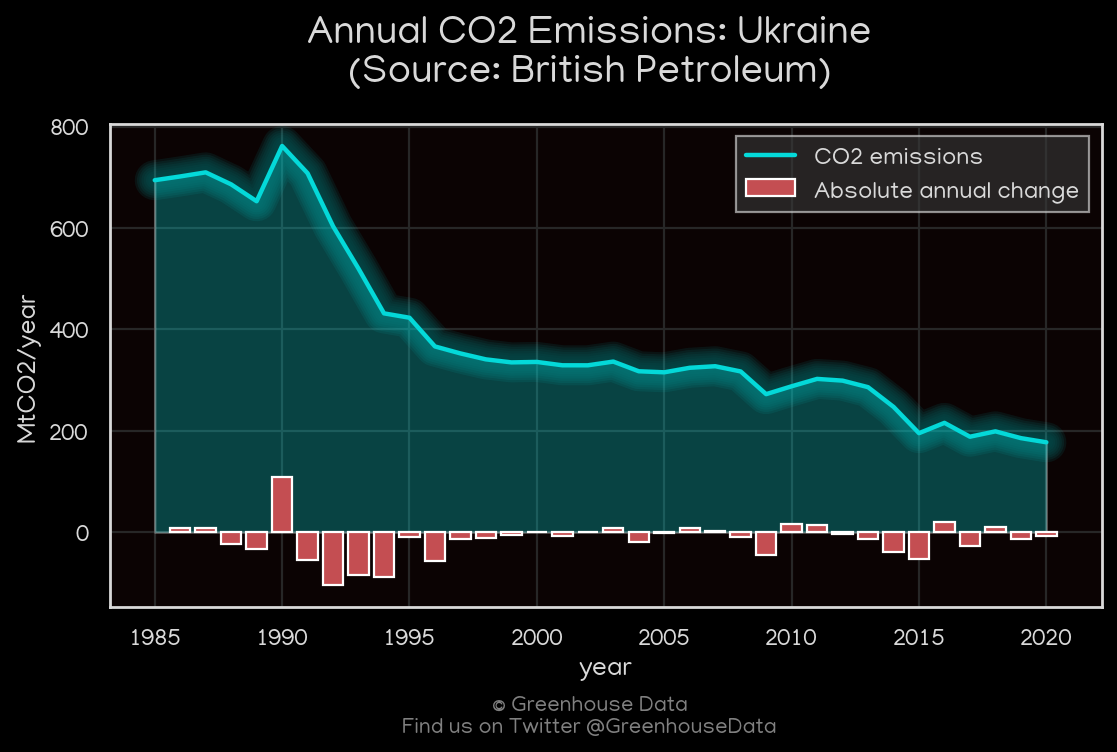 Annual CO2 Emissions: Ukraine
(Source: British Petroleum)
800
600
400
200
0
MtCO2/year
CO2 emissions
Absolute annual change
1985 1990 1995 2000 2005 2010 2015 2020
year
© Greenhouse Data
Find us on Twitter @GreenhouseData